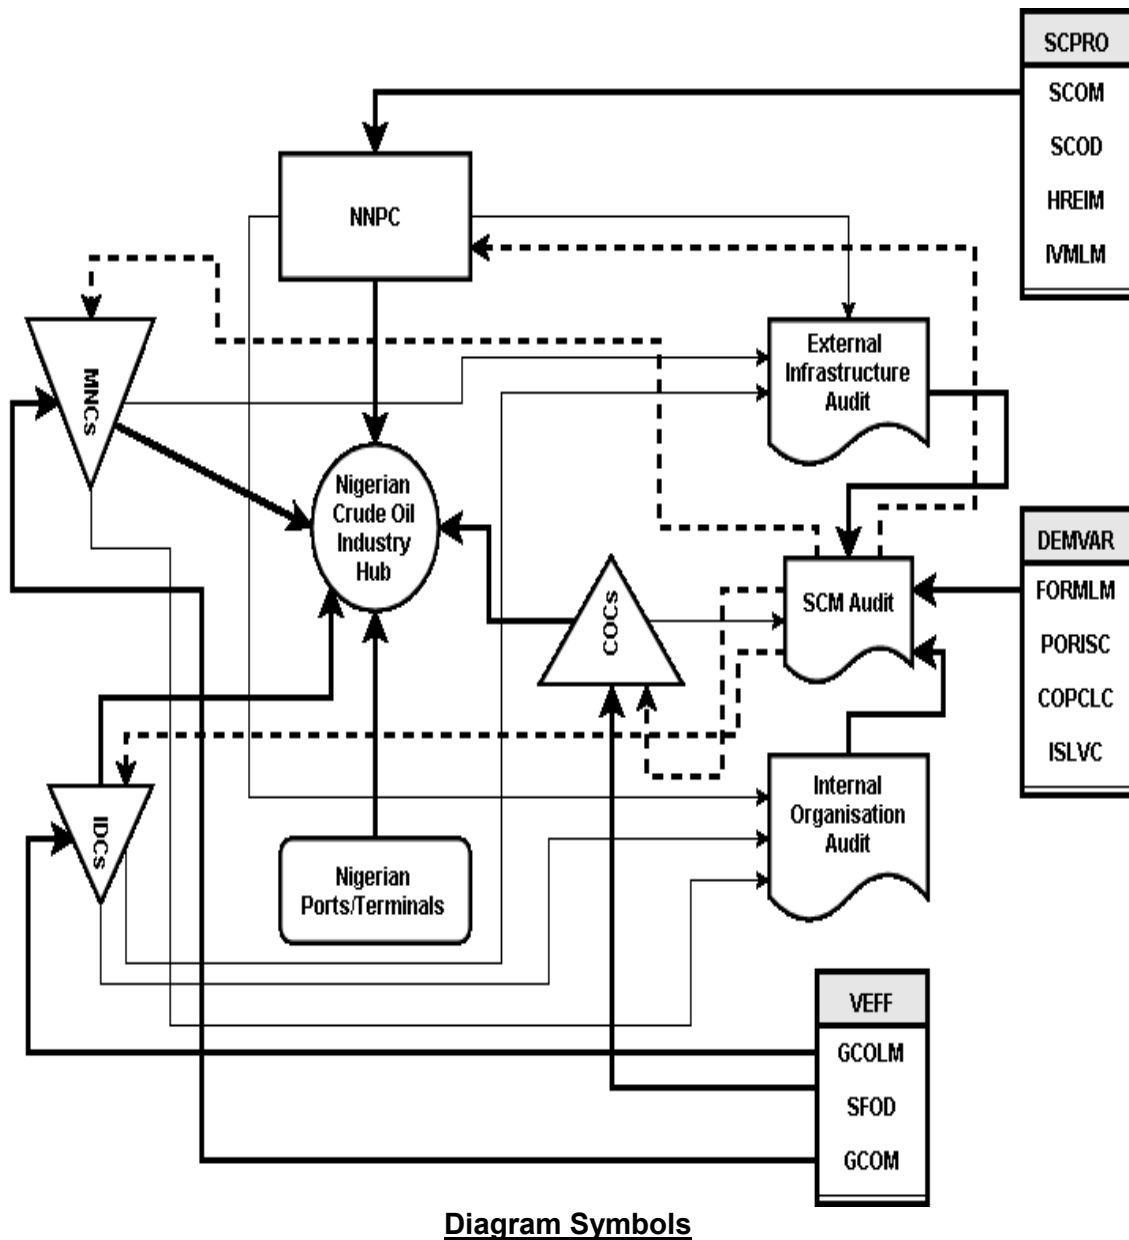 SCPRO
SCOM
SCOD
HREIM
IVMLM
NNPC
External
Infrastructure
Audit
MNCs
Nigerian
Crude Oil
Industry
Hub
DEMVAR
FORMLM
PORISC
COPCLC
ISLVC
SCM Audit
COCs
Internal
Organisation
Audit
IDCs
Nigerian
Ports/Terminals
VEFF
GCOLM
SFOD
GCOM
Diagram Symbols